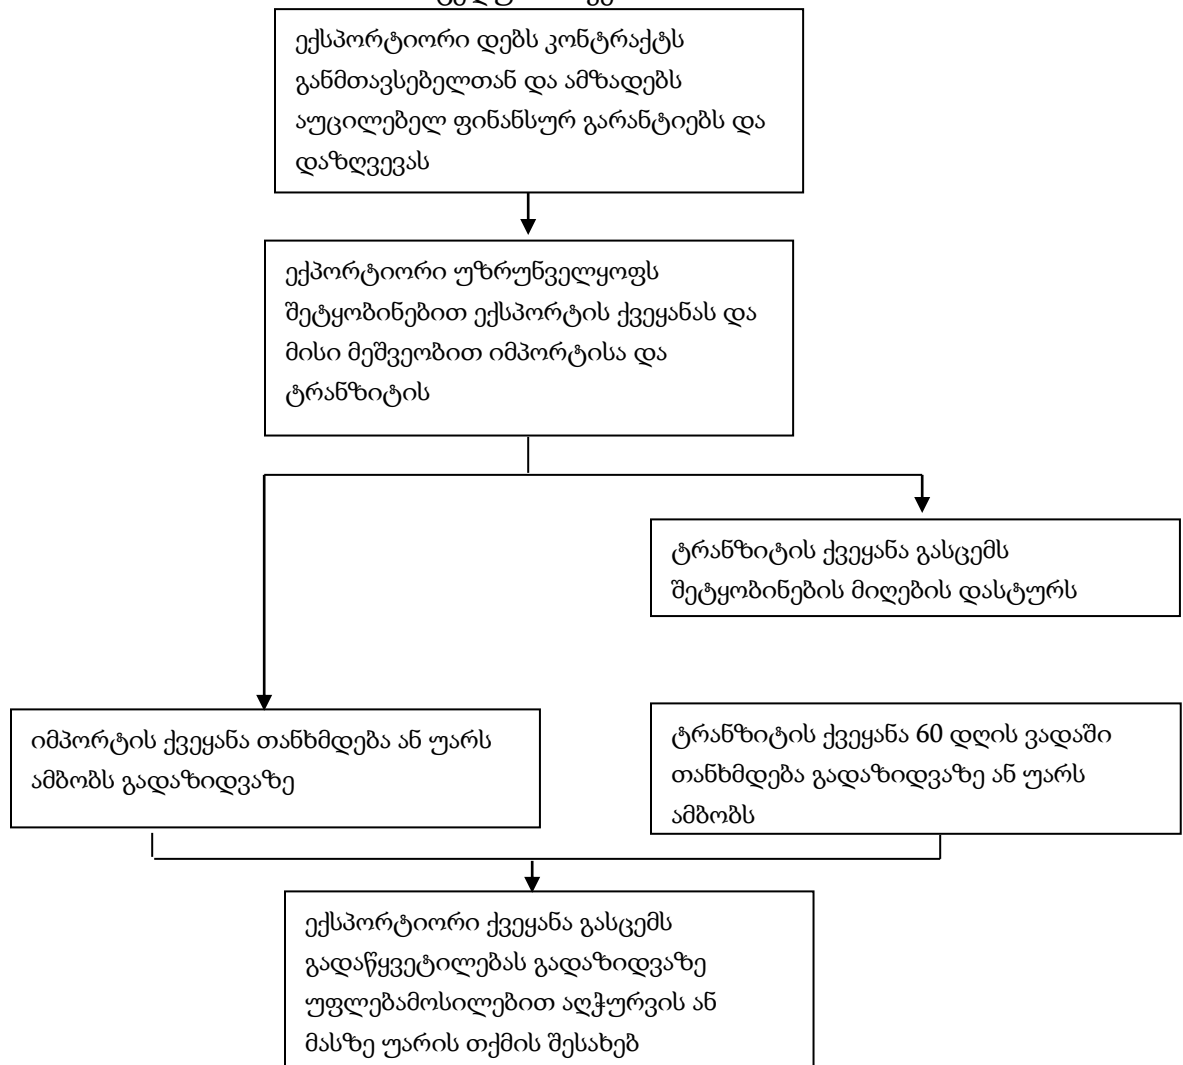 ექსპორტიორი დებს კონტრაქტს
განმთავსებელთან და ამზადებს
აუცილებელ ფინანსურ გარანტიებს და
დაზღვევას
ექპორტიორი უზრუნველყოფს
შეტყობინებით ექსპორტის ქვეყანას და
მისი მეშვეობით იმპორტისა და
ტრანზიტის
ტრანზიტის ქვეყანა გასცემს
შეტყობინების მიღების დასტურს
იმპორტის ქვეყანა თანხმდება ან უარს
ამბობს გადაზიდვაზე
ტრანზიტის ქვეყანა 60 დღის ვადაში
თანხმდება გადაზიდვაზე ან უარს
ამბობს
ექსპორტიორი ქვეყანა გასცემს
გადაწყვეტილებას გადაზიდვაზე
უფლებამოსილებით აღჭურვის ან
მასზე უარის თქმის შესახებ